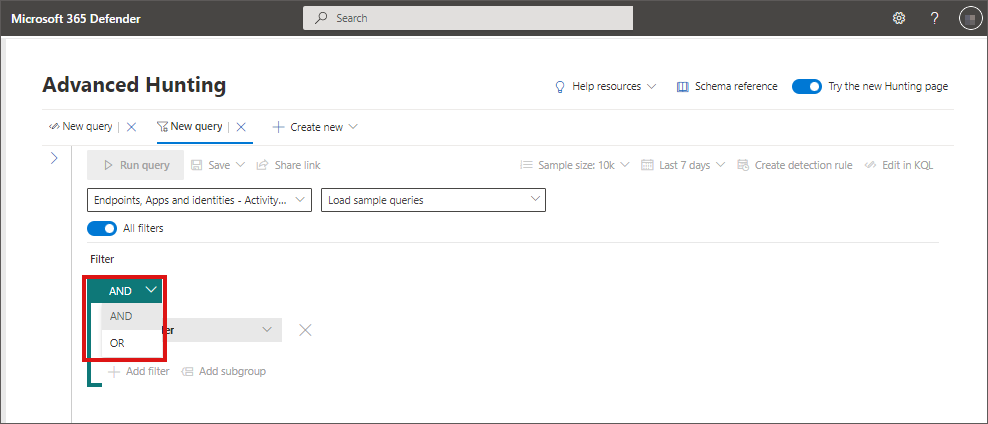 Microsoft 365 Defender
Search
?
Advanced Hunting
Help resources
Schema reference
Try the new Hunting page
New query
New query
Create new
Run query
Save
Share link
Sample size: 10k
Last 7 days
Create detection rule
Edit in KQL
Endpoints, Apps and identities - Activity...
Load sample queries
All filters
Filter
AND
AND
OR
Add filter
Add subgroup